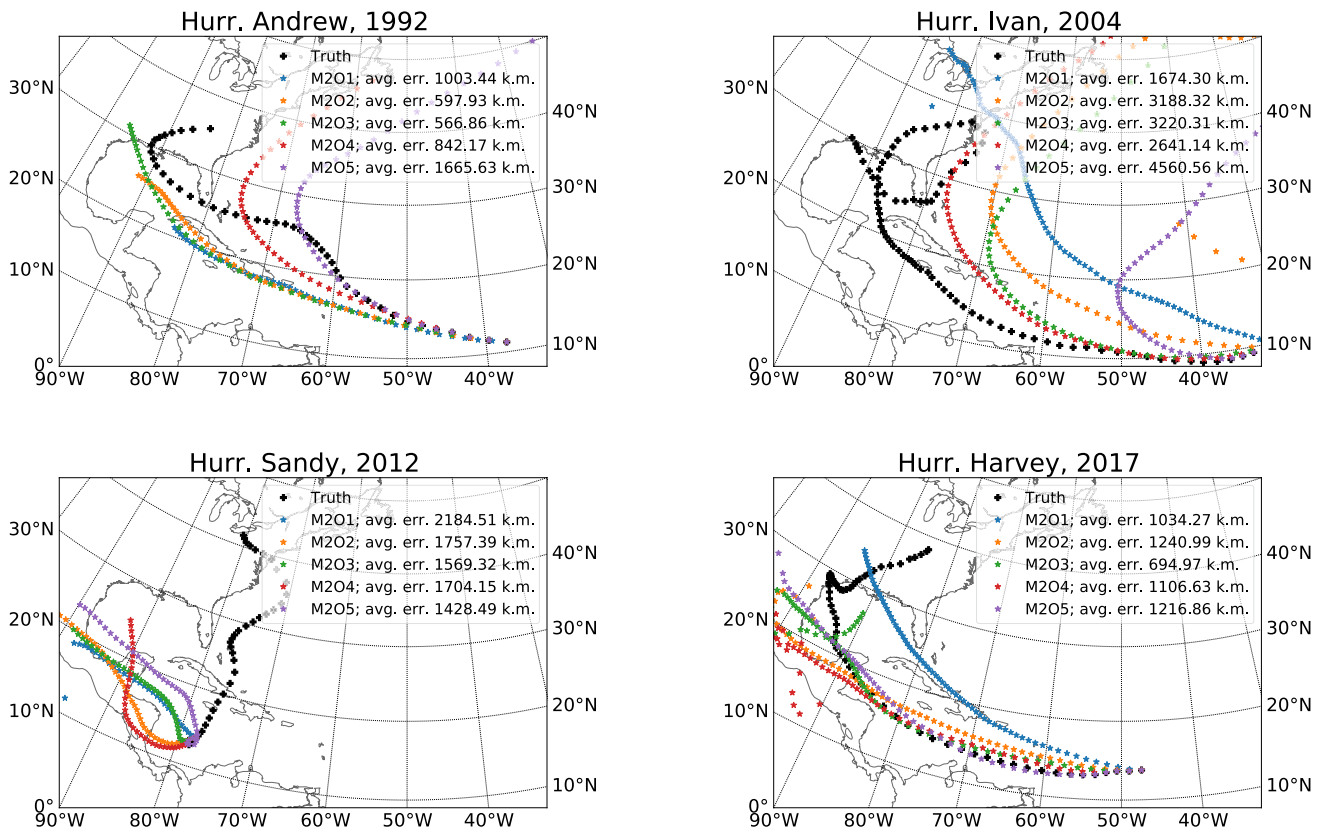 Hurr. Andrew, 1992
Truth
M2O1; avg. err. 1003.44 k.m.
M2O2; avg. err. 597.93 k.m.
M2O3; avg. err. 566.86 k.m.
M2O4; avg. err. 842.17 k.m.
M2O5; avg. err. 1665.63 k.m.
30°N
20°N
10°N
0°
40°N
30°N
20°N
10°N
90°W 80°W 70°W 60°W 50°W 40°W
Hurr. Ivan, 2004
Truth
M2O1; avg. err. 1674.30 k.m.
M2O2; avg. err. 3188.32 k.m.
M2O3; avg. err. 3220.31 k.m.
M2O4; avg. err. 2641.14 k.m.
M2O5; avg. err. 4560.56 k.m.
30°N
20°N
10°N
0°
40°N
30°N
20°N
10°N
90°W 80°W 70°W 60°W 50°W 40°W
Hurr. Sandy, 2012
Truth
M2O1; avg. err. 2184.51 k.m.
M2O2; avg. err. 1757.39 k.m.
M2O3; avg. err. 1569.32 k.m.
M2O4; avg. err. 1704.15 k.m.
M2O5; avg. err. 1428.49 k.m.
30°N
20°N
10°N
0°
40°N
30°N
20°N
10°N
90°W 80°W 70°W 60°W 50°W 40°W
Hurr. Harvey, 2017
Truth
M2O1; avg. err. 1034.27 k.m.
M2O2; avg. err. 1240.99 k.m.
M2O3; avg. err. 694.97 k.m.
M2O4; avg. err. 1106.63 k.m.
M2O5; avg. err. 1216.86 k.m.
30°N
20°N
10°N
0°
40°N
30°N
20°N
10°N
90°W 80°W 70°W 60°W 50°W 40°W